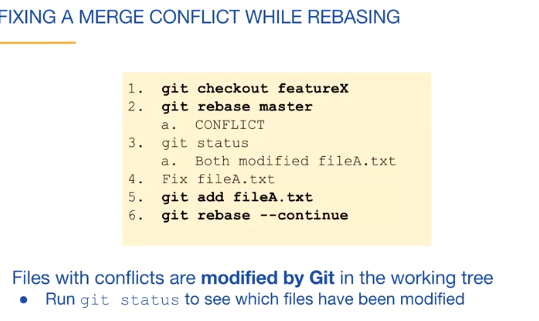 FIXING A MERGE CONFLICT WHILE REBASING
1. git checkout featureX
2. git rebase master
a. CONFLICT
3. git status
a. Both modified fileA.txt
4. Fix fileA.txt
5. git add fileA.txt
6. git rebase --continue
Files with conflicts are modified by Git in the working tree
● Run git status to see which files have been modified